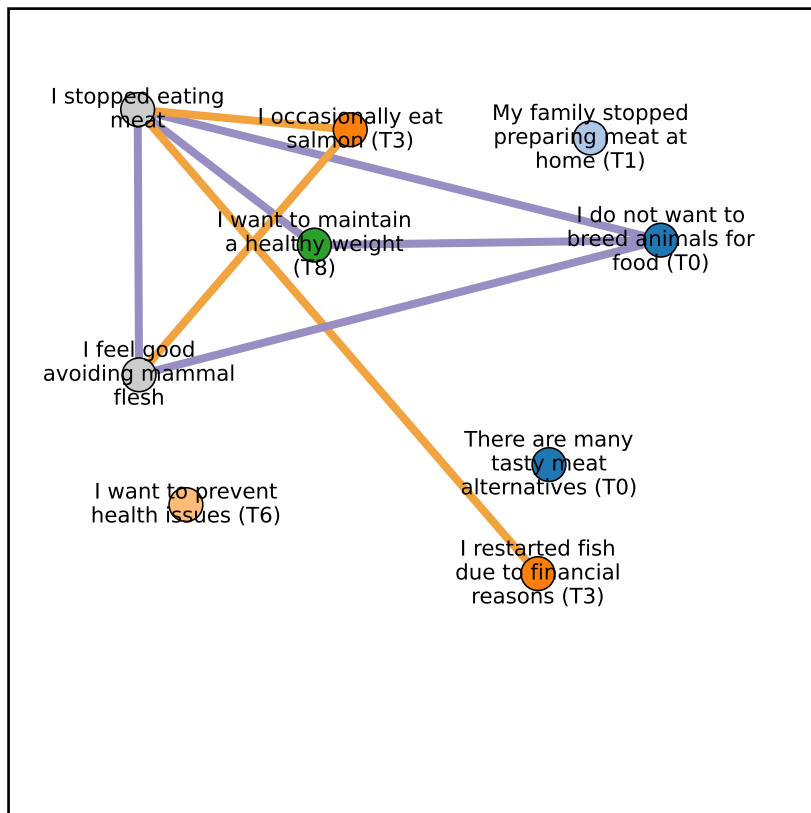 I stopped eating
meat
I occasionally eat
salmon (T3)
My family stopped
preparing meat at
home (T1)
I want to maintain
a healthy weight
(T8)
I do not want to
breed animals for
food (T0)
I feel good
avoiding mammal
flesh
There are many
tasty meat
alternatives (T0)
I want to prevent
health issues (T6)
I restarted fish
due to financial
reasons (T3)